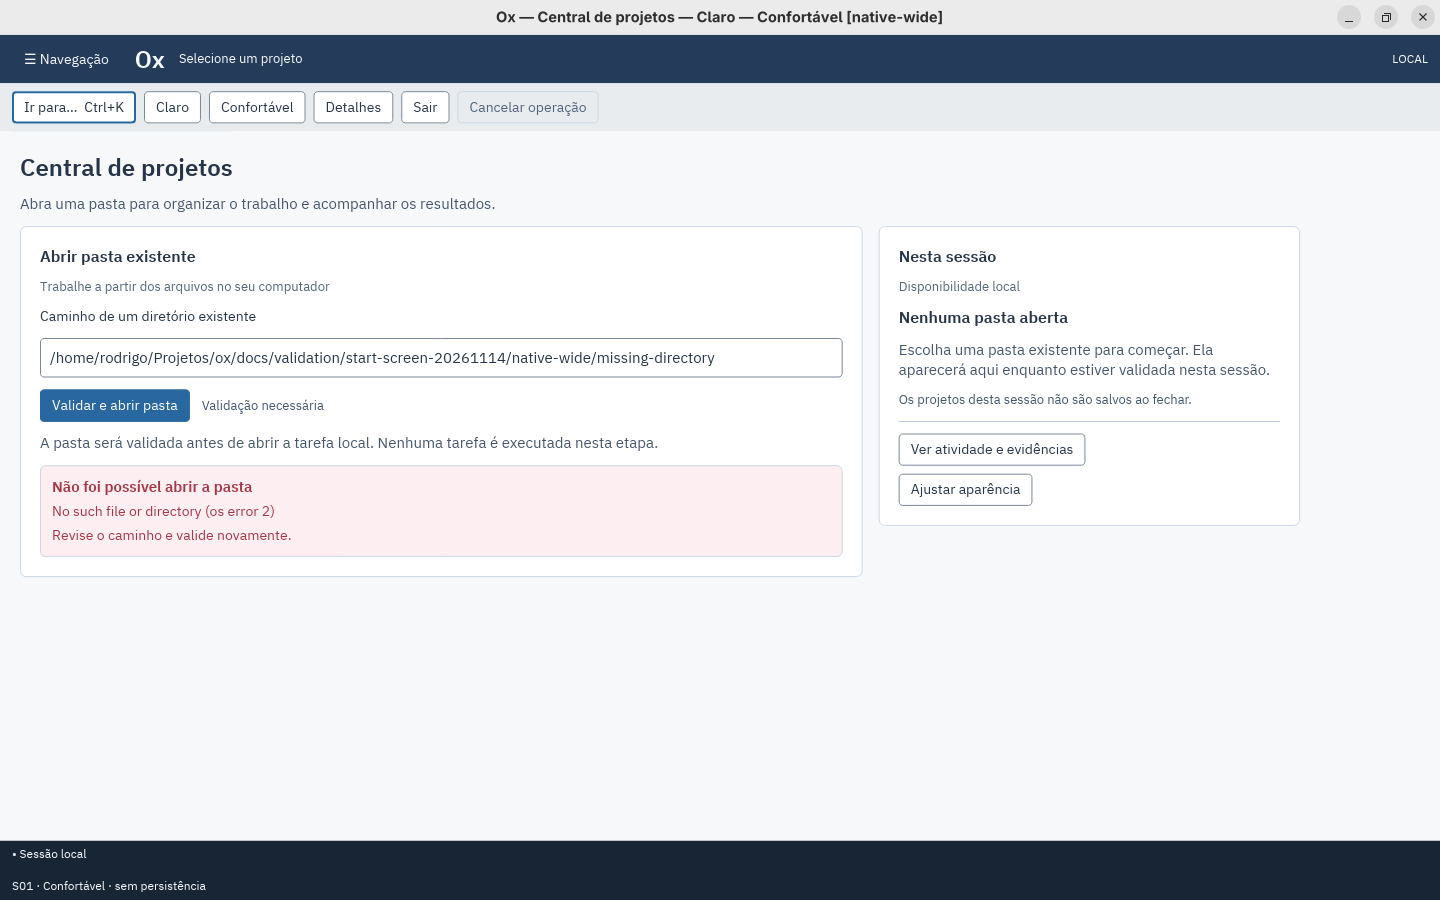 Ox — Central de projetos — Claro — Confortável [native-wide]
☰ Navegação
Ox
Selecione um projeto
LOCAL
Ir para... Ctrl+K
Claro
Confortável
Detalhes
Sair
Cancelar operação
Central de projetos
Abra uma pasta para organizar o trabalho e acompanhar os resultados.
Abrir pasta existente
Trabalhe a partir dos arquivos no seu computador
Caminho de um diretório existente
/home/rodrigo/Projetos/ox/docs/validation/start-screen-20261114/native-wide/missing-directory
Validar e abrir pasta
Validação necessária
A pasta será validada antes de abrir a tarefa local. Nenhuma tarefa é executada nesta etapa.
Não foi possível abrir a pasta
No such file or directory (os error 2)
Revise o caminho e valide novamente.
Nesta sessão
Disponibilidade local
Nenhuma pasta aberta
Escolha uma pasta existente para começar. Ela
aparecerá aqui enquanto estiver validada nesta sessão.
Os projetos desta sessão não são salvos ao fechar.
Ver atividade e evidências
Ajustar aparência
• Sessão local
S01 · Confortável · sem persistência